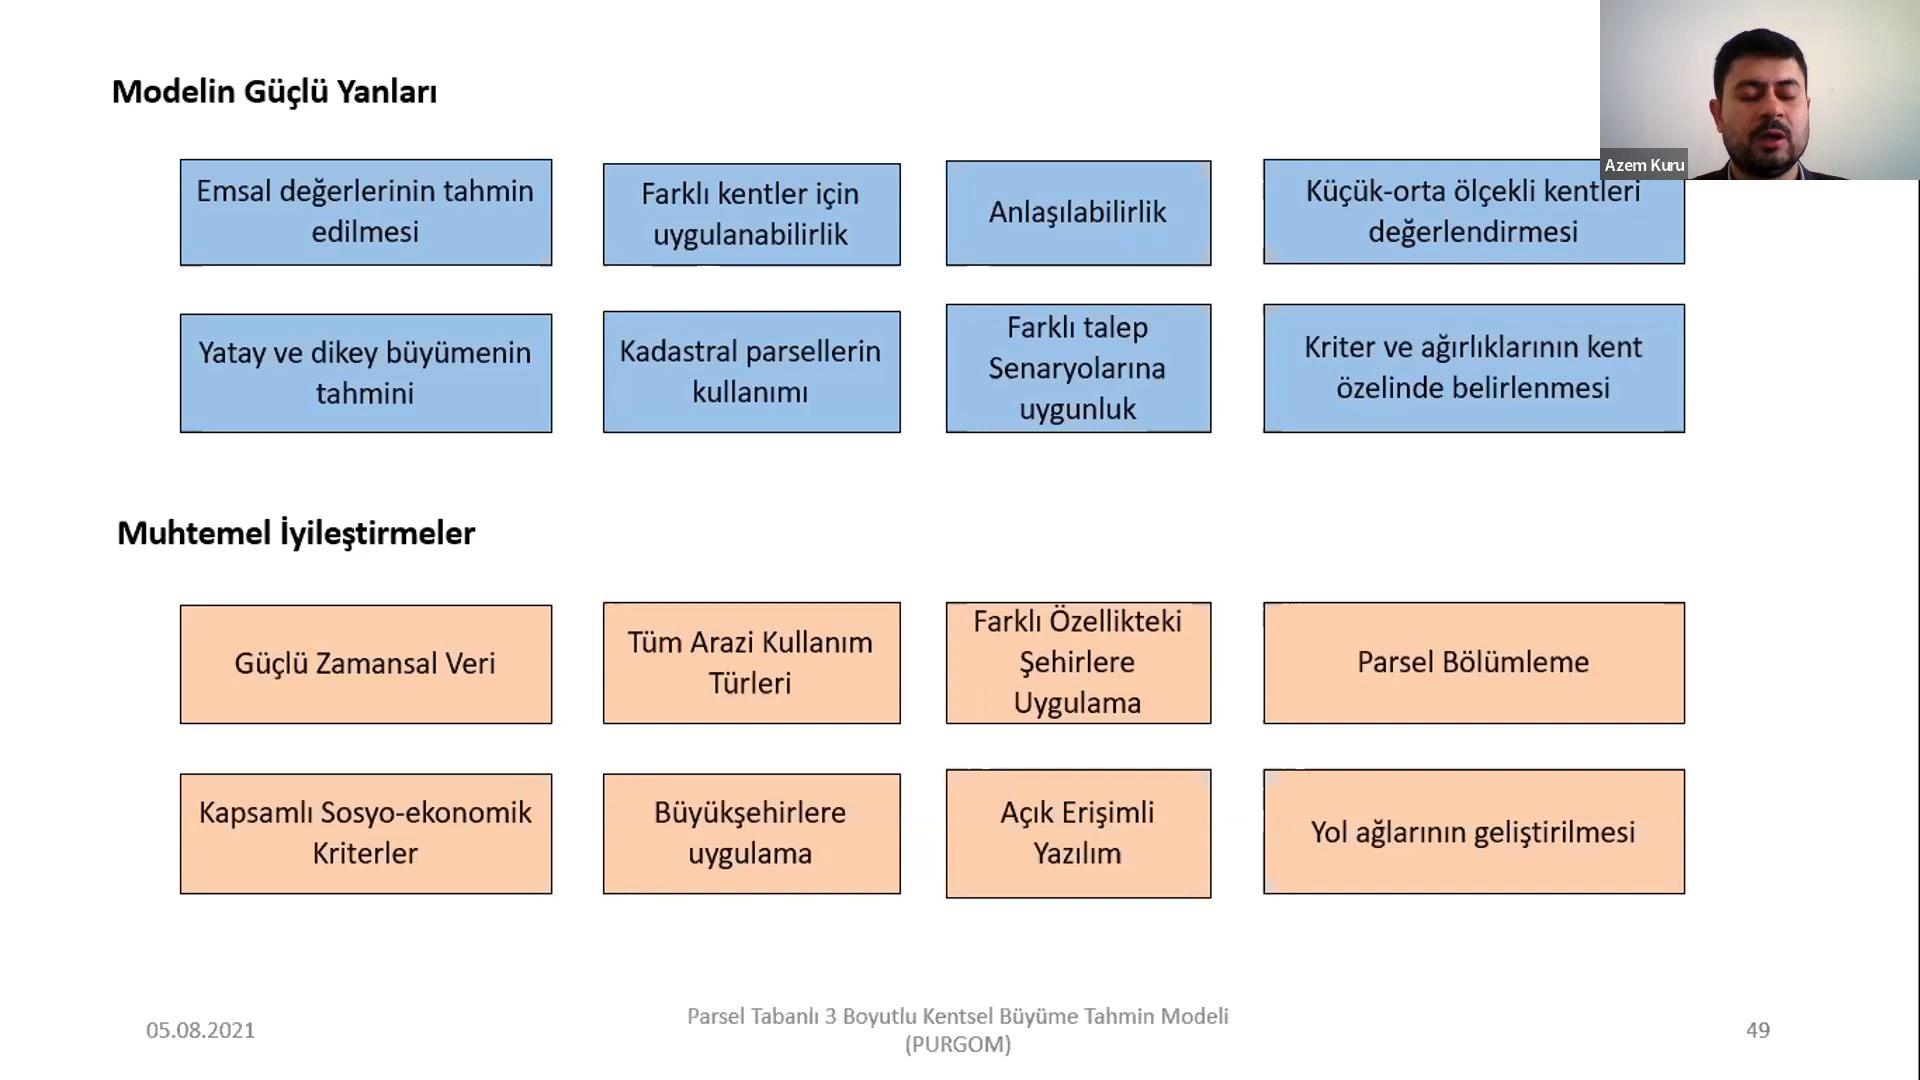 Modelin Güçlü Yanları
Azem Kuru
Emsal değerlerinin tahmin
edilmesi
Farklı kentler için
uygulanabilirlik
Anlaşılabilirlik
Küçük-orta ölçekli kentleri
değerlendirmesi
Yatay ve dikey büyümenin
tahmini
Kadastral parsellerin
kullanımı
Farklı talep
Senaryolarına
uygunluk
Kriter ve ağırlıklarının kent
özelinde belirlenmesi
Muhtemel İyileştirmeler
Güçlü Zamansal Veri
Tüm Arazi Kullanım
Türleri
Farklı Özellikteki
Şehirlere
Uygulama
Parsel Bölümleme
Kapsamlı Sosyo-ekonomik
Kriterler
Büyükşehirlere
uygulama
Açık Erişimli
Yazılım
Yol ağlarının geliştirilmesi
05.08.2021
Parsel Tabanlı 3 Boyutlu Kentsel Büyüme Tahmin Modeli
(PURGOM)
49